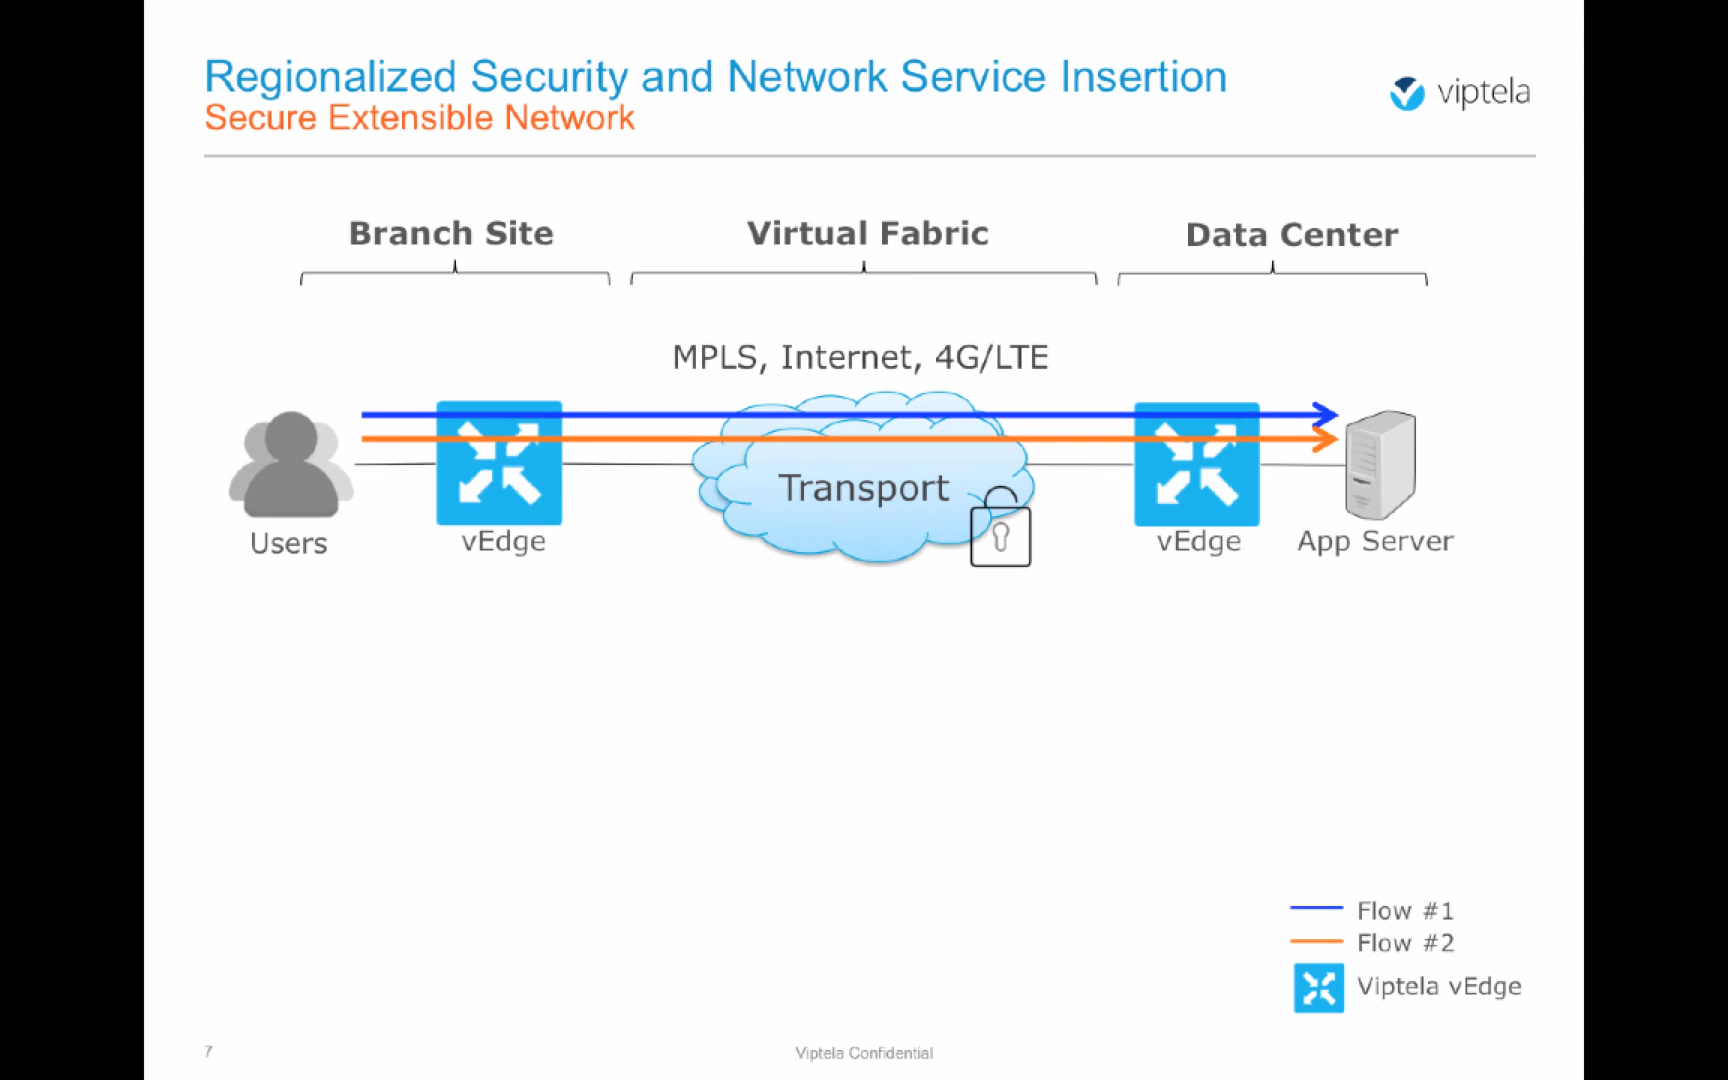 Regionalized Security and Network Service Insertion
Secure Extensible Network
viptela
Branch Site
Virtual Fabric
Data Center
MPLS, Internet, 4G/LTE
Transport
Users
vEdge
vEdge
App Server
Flow #1
Flow #2
Viptela vEdge
7
Viptela Confidential